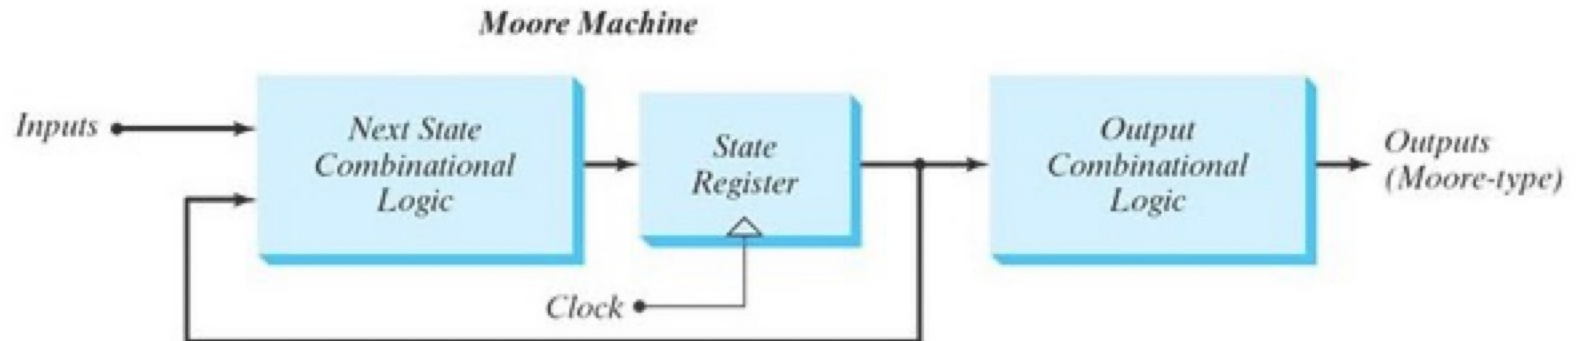 Moore Machine
Inputs
Next State
Combinational
Logic
State
Register
Clock
Output
Combinational
Logic
Outputs
(Moore-type)